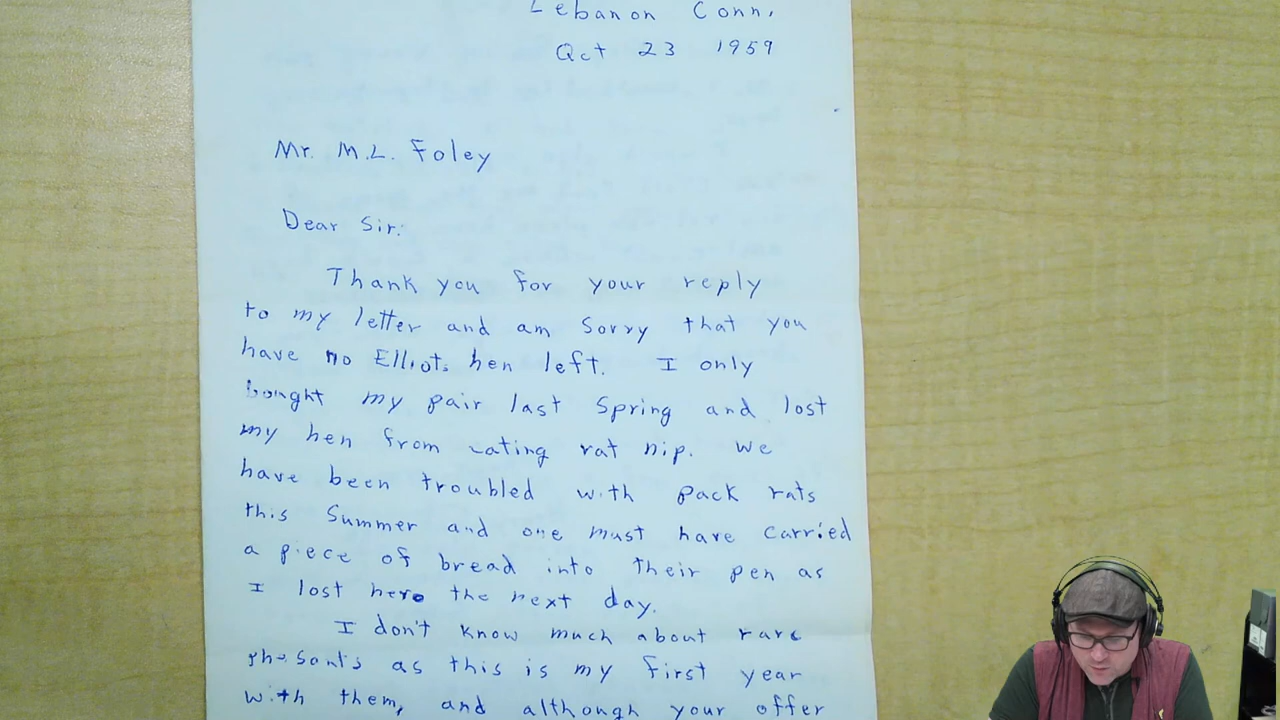 Lebanon Conn.
Oct 23 1959
Mr. M.L. Foley
Dear Sir:
Thank you for your reply
to my letter and am sorry that you
have no Elliots hen left. I only
bought my pair last spring and lost
my hen from eating rat nip. We
have been troubled with pack rats
this summer and one must have carried
a piece of bread into their pen as
I lost her the next day.
I don't know much about rare
phesants as this is my first year
with them, and although your offer